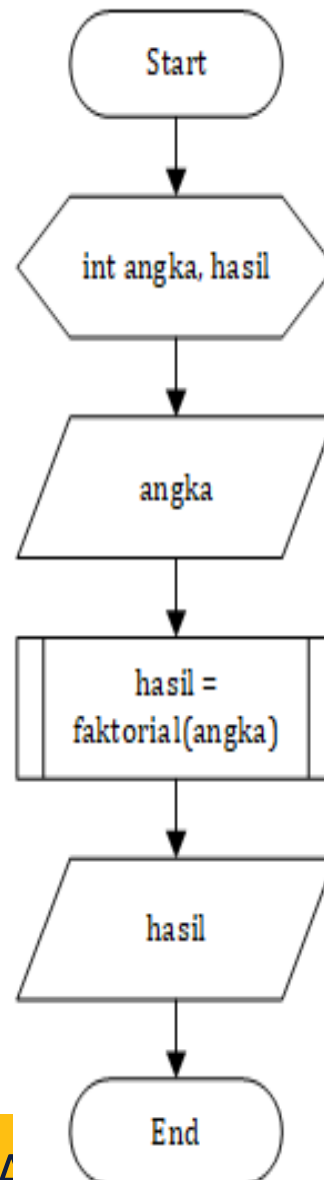 Start
int angka, hasil
angka
hasil =
faktorial(angka)
hasil
End
A